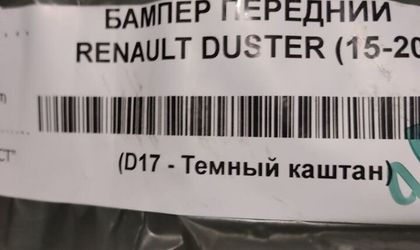 БАМПЕР ПЕРЕДНИЙ
RENAULT DUSTER (15-20
(D17 - Темный каштан)